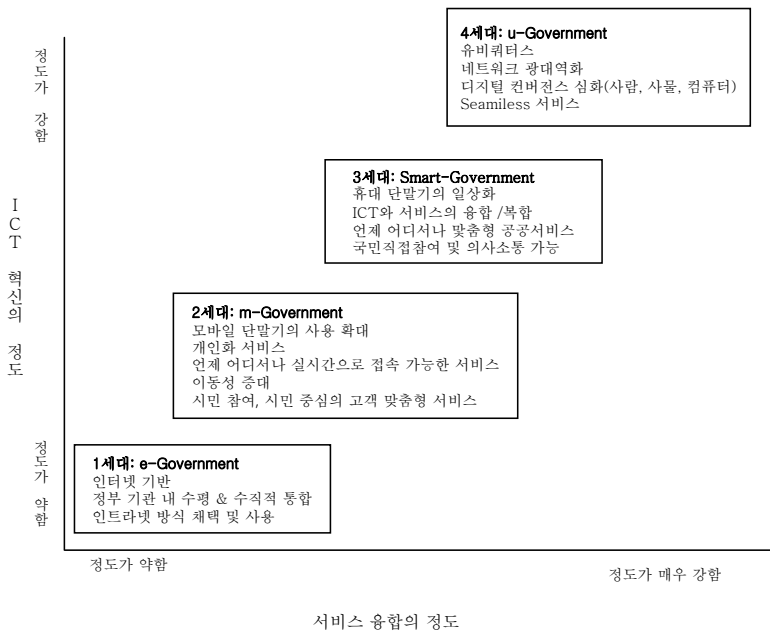 4세대: u-Government
유비쿼터스
네트워크 광대역화
디지털 컨버전스 심화(사람, 사물, 컴퓨터)
Seamiless 서비스
3세대: Smart-Government
휴대 단말기의 일상화
ICT와 서비스의 융합 /복합
언제 어디서나 맞춤형 공공서비스
국민직접참여 및 의사소통 가능
2세대: m-Government
모바일 단말기의 사용 확대
개인화 서비스
언제 어디서나 실시간으로 접속 가능한 서비스
이동성 증대
시민 참여, 시민 중심의 고객 맞춤형 서비스
1세대: e-Government
인터넷 기반
정부 기관 내 수평 & 수직적 통합
인트라넷 방식 채택 및 사용
정도가 강함
ICT 혁신의 정도
정도가 약함
정도가 약함
정도가 매우 강함
서비스 융합의 정도